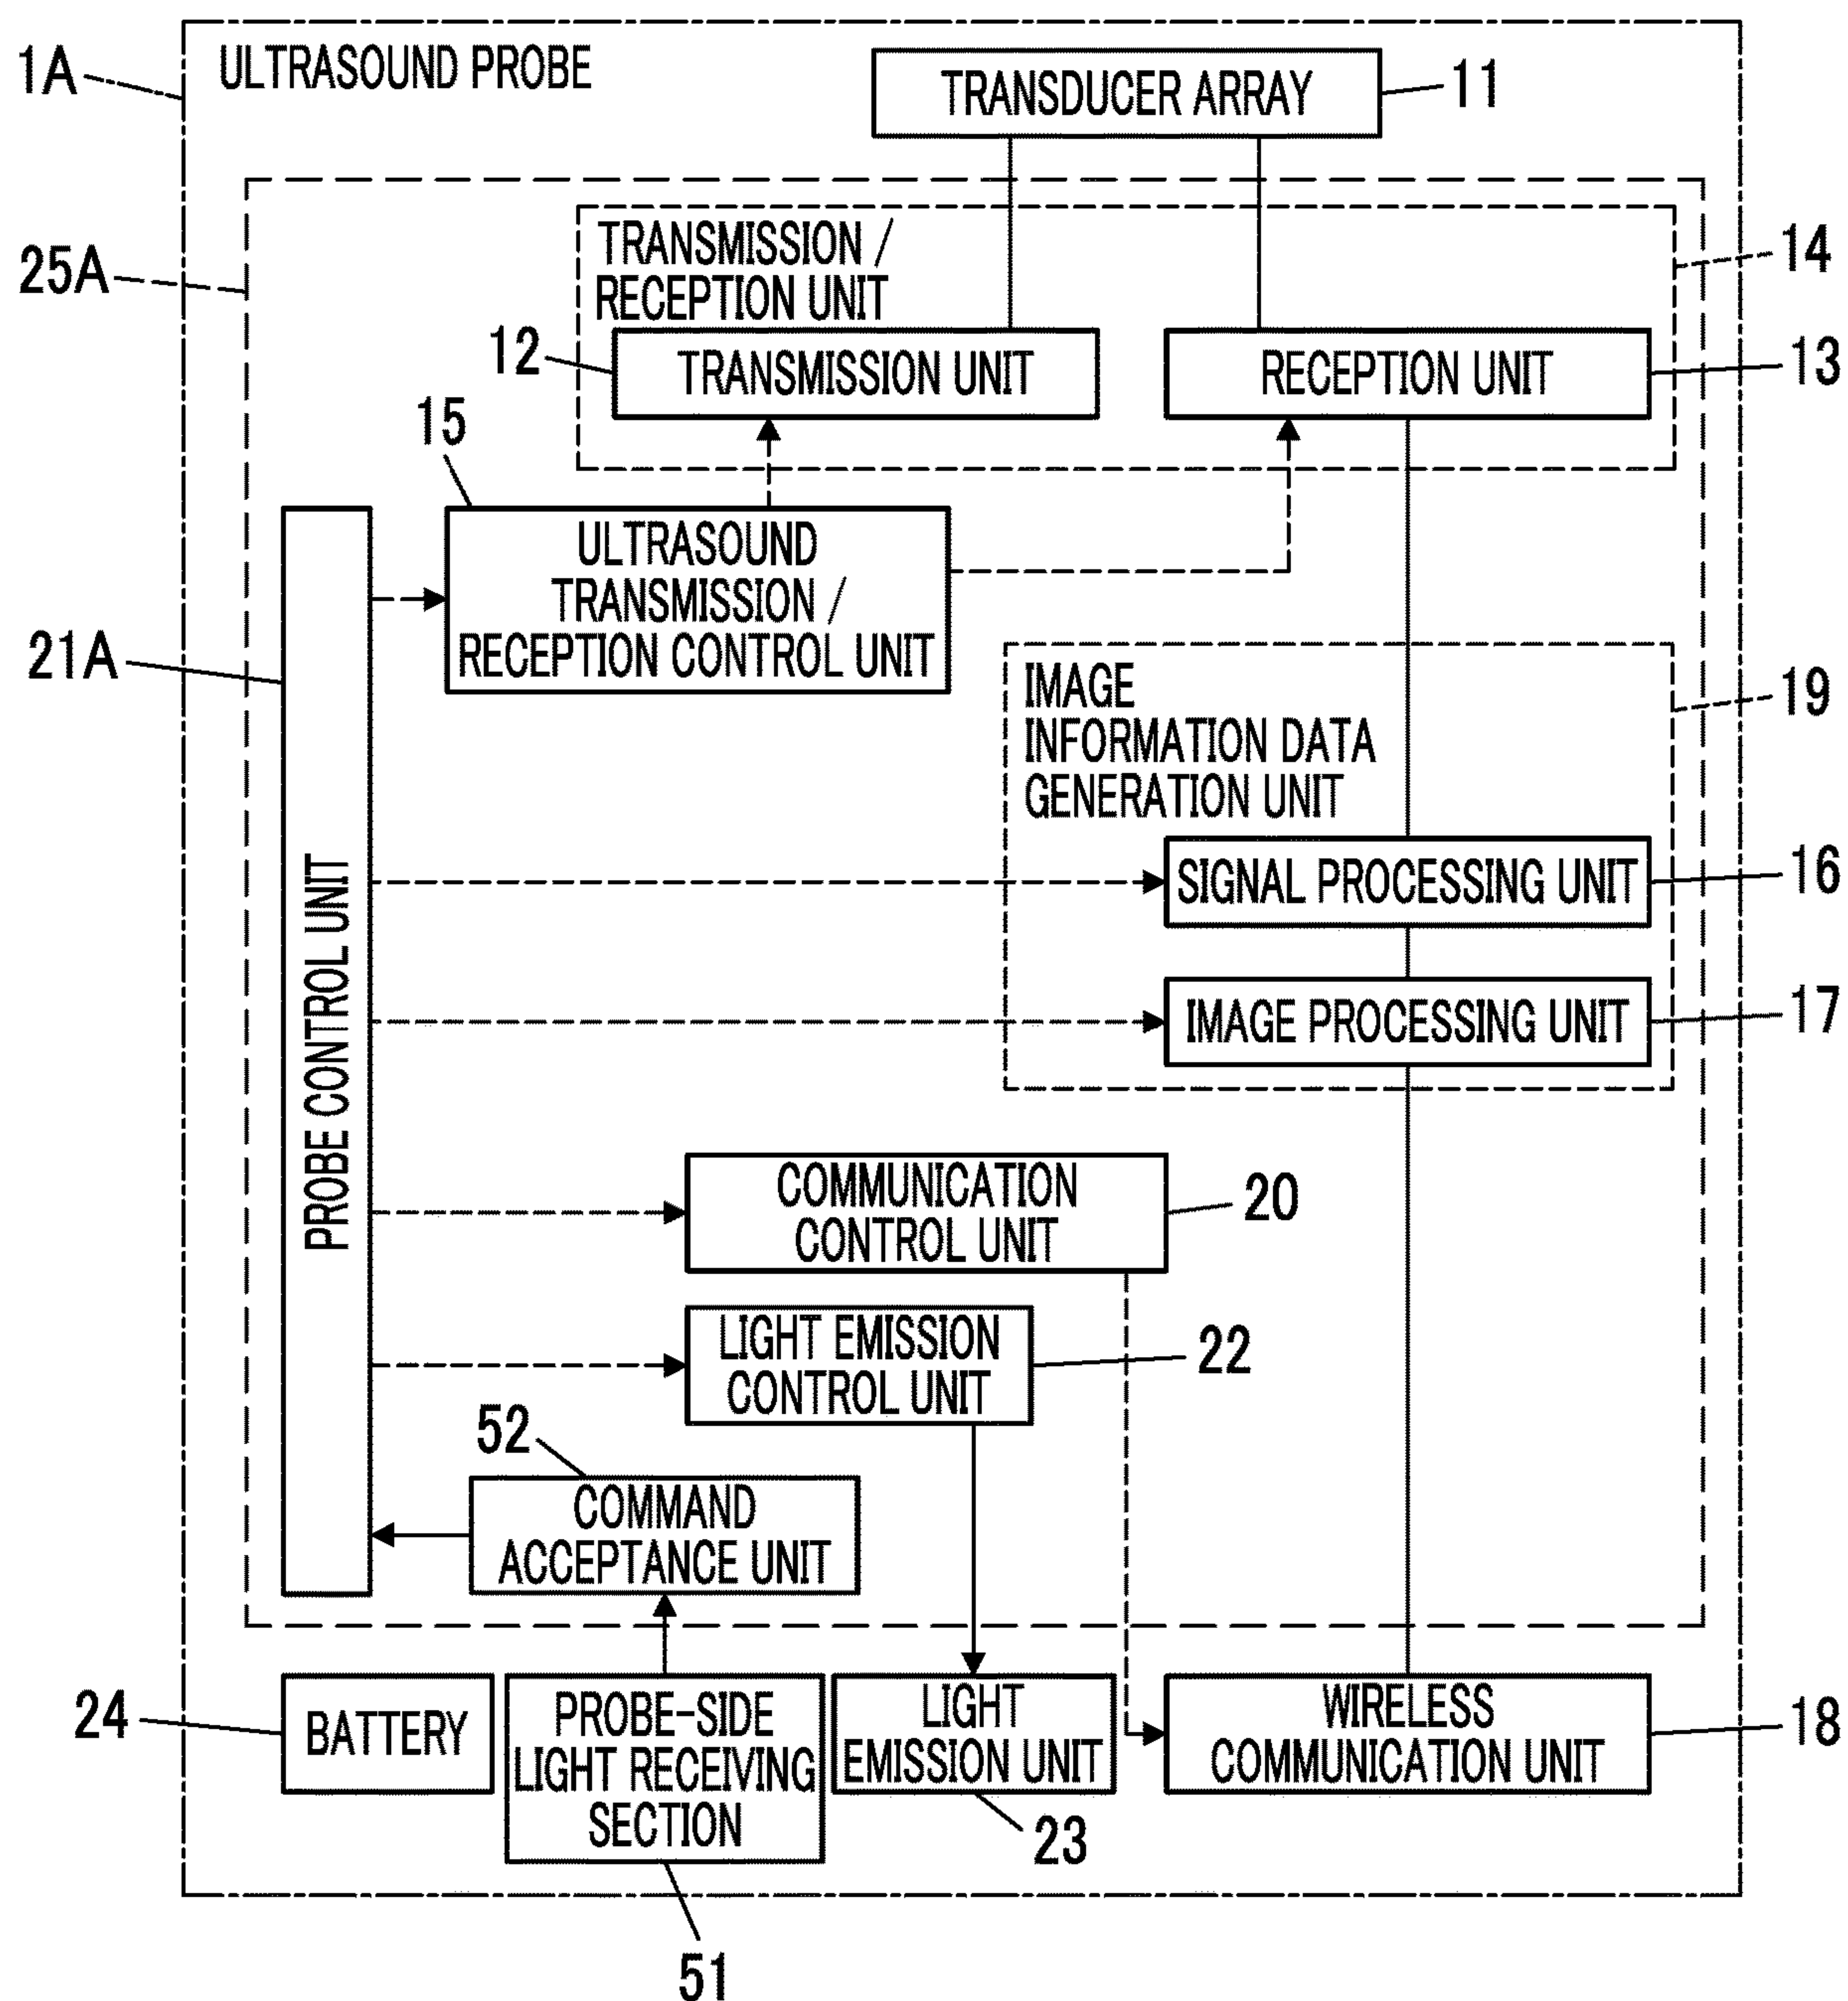 1A
ULTRASOUND PROBE
TRANSDUCER ARRAY
11
25A
TRANSMISSION /
RECEPTION UNIT
14
12
TRANSMISSION UNIT
RECEPTION UNIT
13
15
ULTRASOUND
TRANSMISSION /
RECEPTION CONTROL UNIT
21A
PROBE CONTROL UNIT
IMAGE
INFORMATION DATA
GENERATION UNIT
19
SIGNAL PROCESSING UNIT
16
IMAGE PROCESSING UNIT
17
COMMUNICATION
CONTROL UNIT
20
LIGHT EMISSION
CONTROL UNIT
22
52
COMMAND
ACCEPTANCE UNIT
24
BATTERY
PROBE-SIDE
LIGHT RECEIVING
SECTION
51
LIGHT
EMISSION UNIT
23
WIRELESS
COMMUNICATION UNIT
18